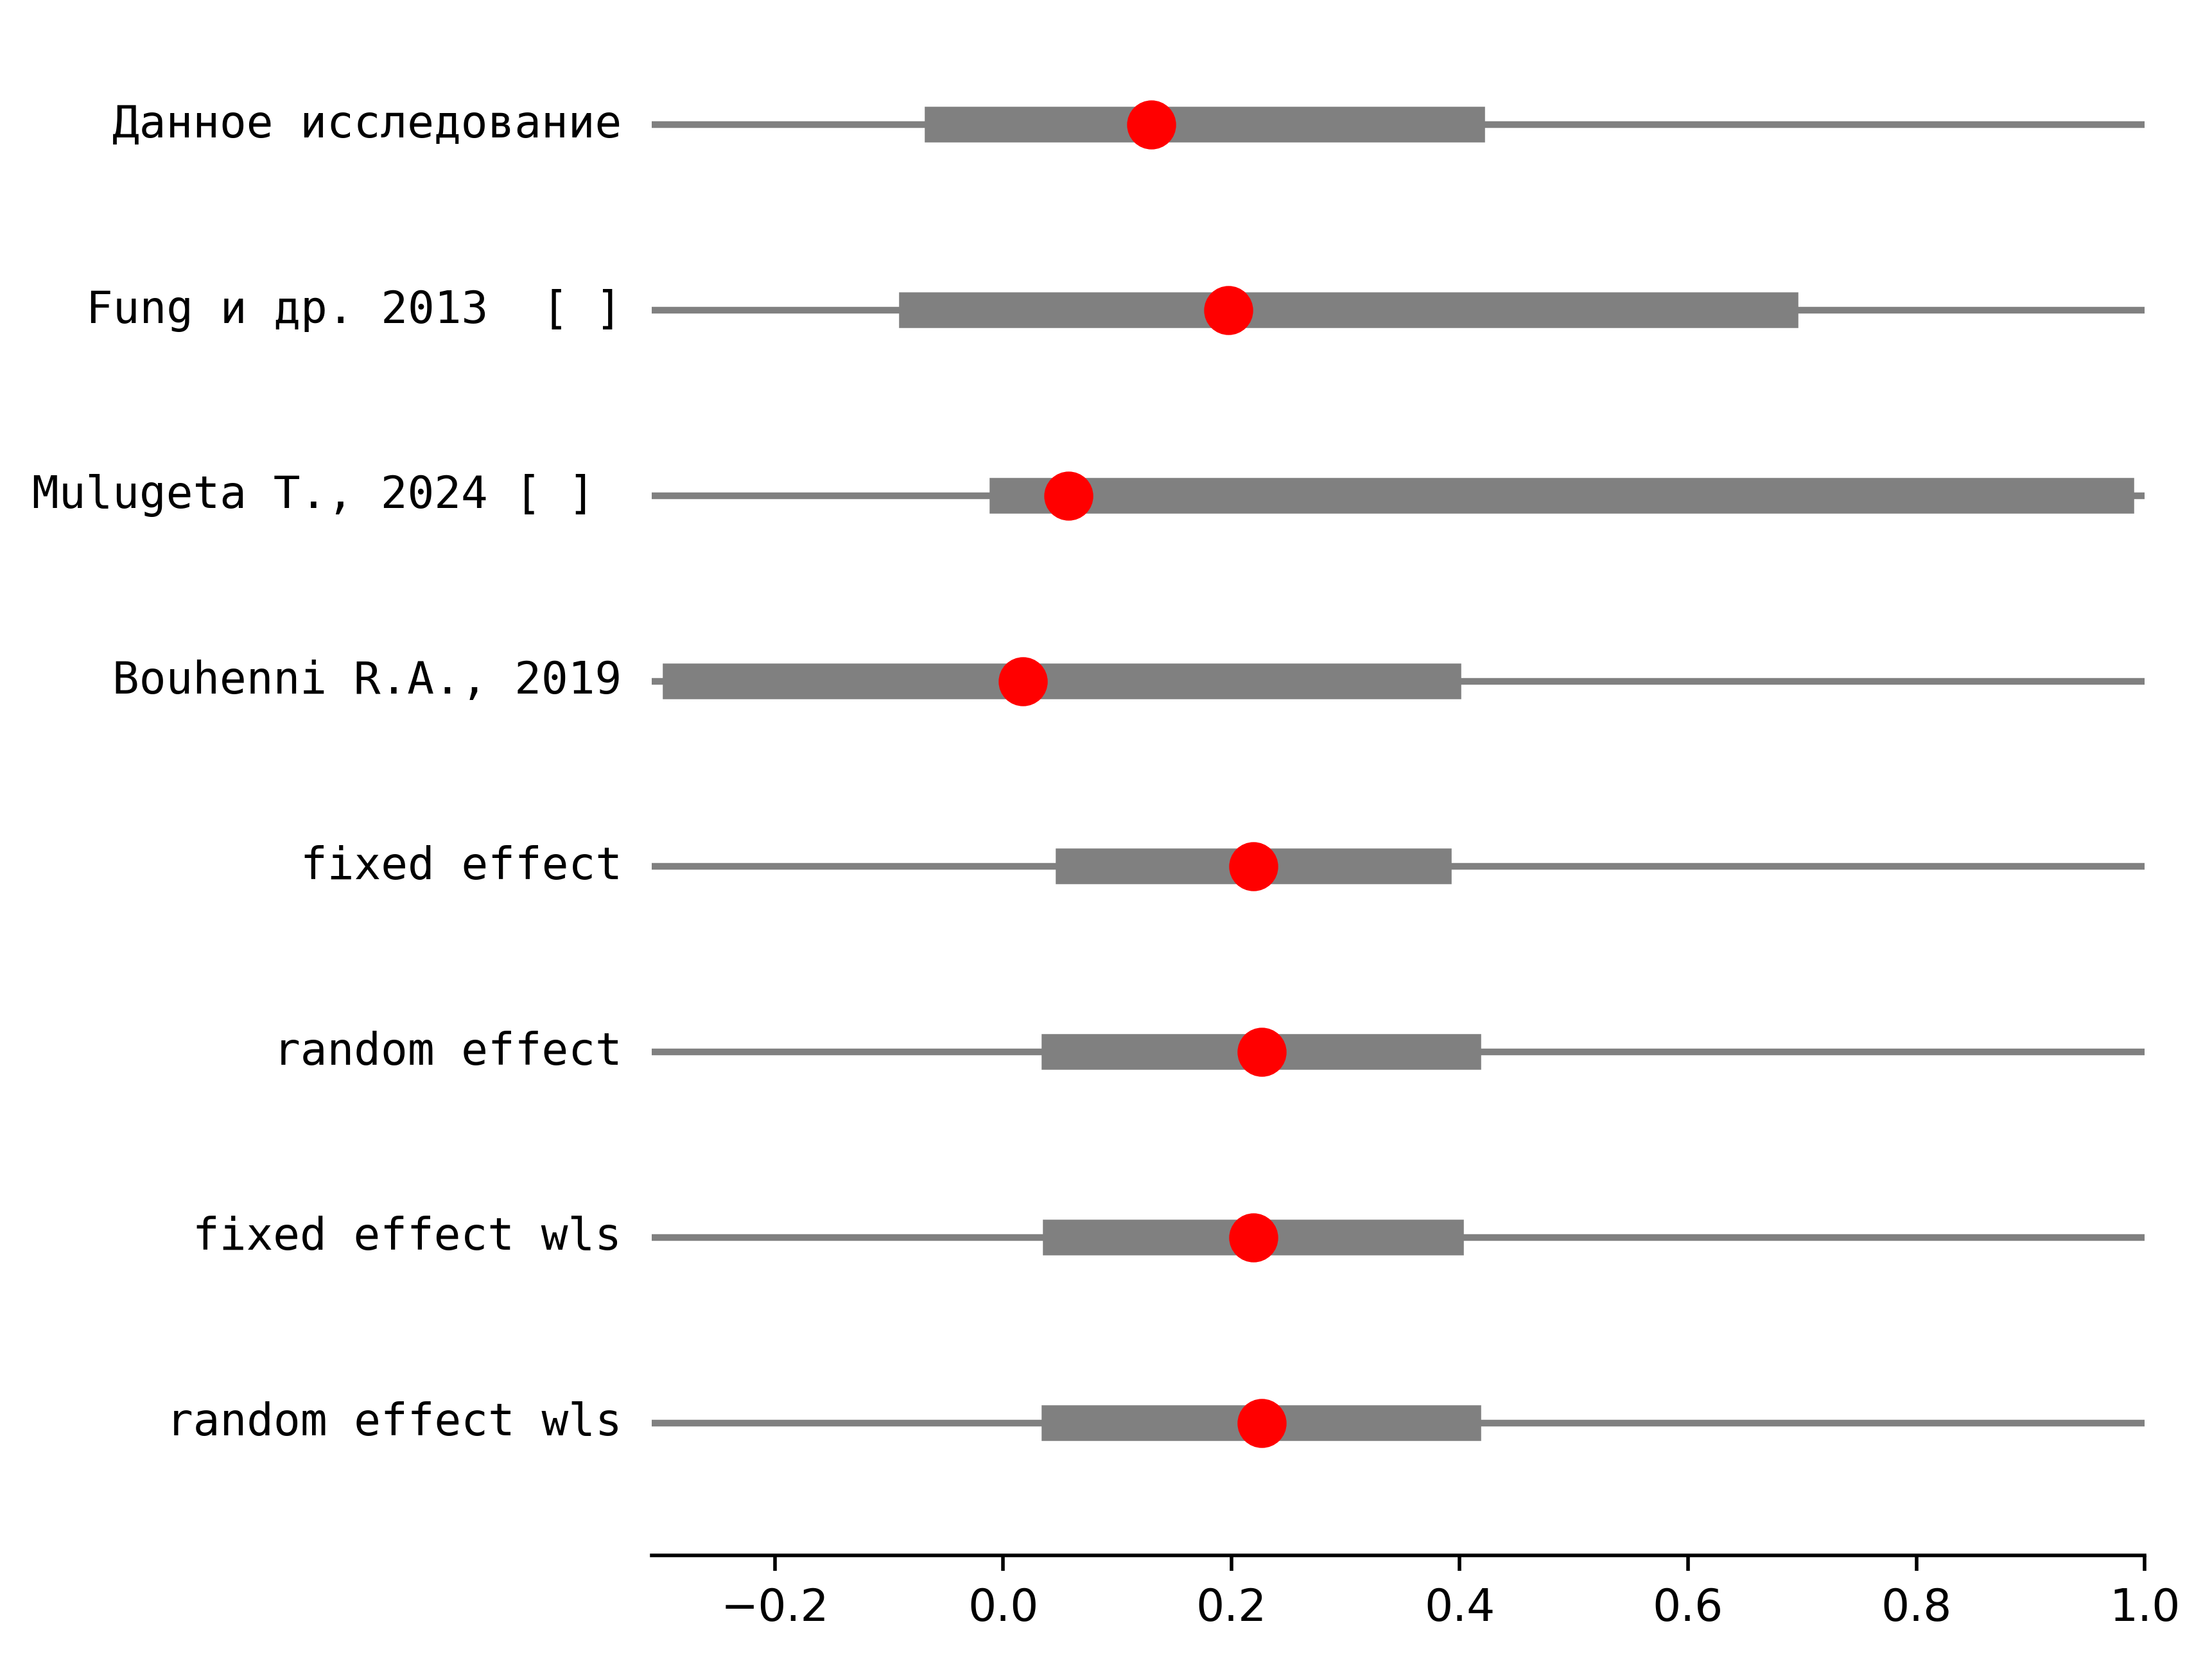 Данное исследование
Fung и др. 2013  [ ]
Mulugeta T., 2024 [ ]
Bouhenni R.A., 2019
fixed effect
random effect
fixed effect wls
random effect wls
−0.2 0.0 0.2 0.4 0.6 0.8 1.0